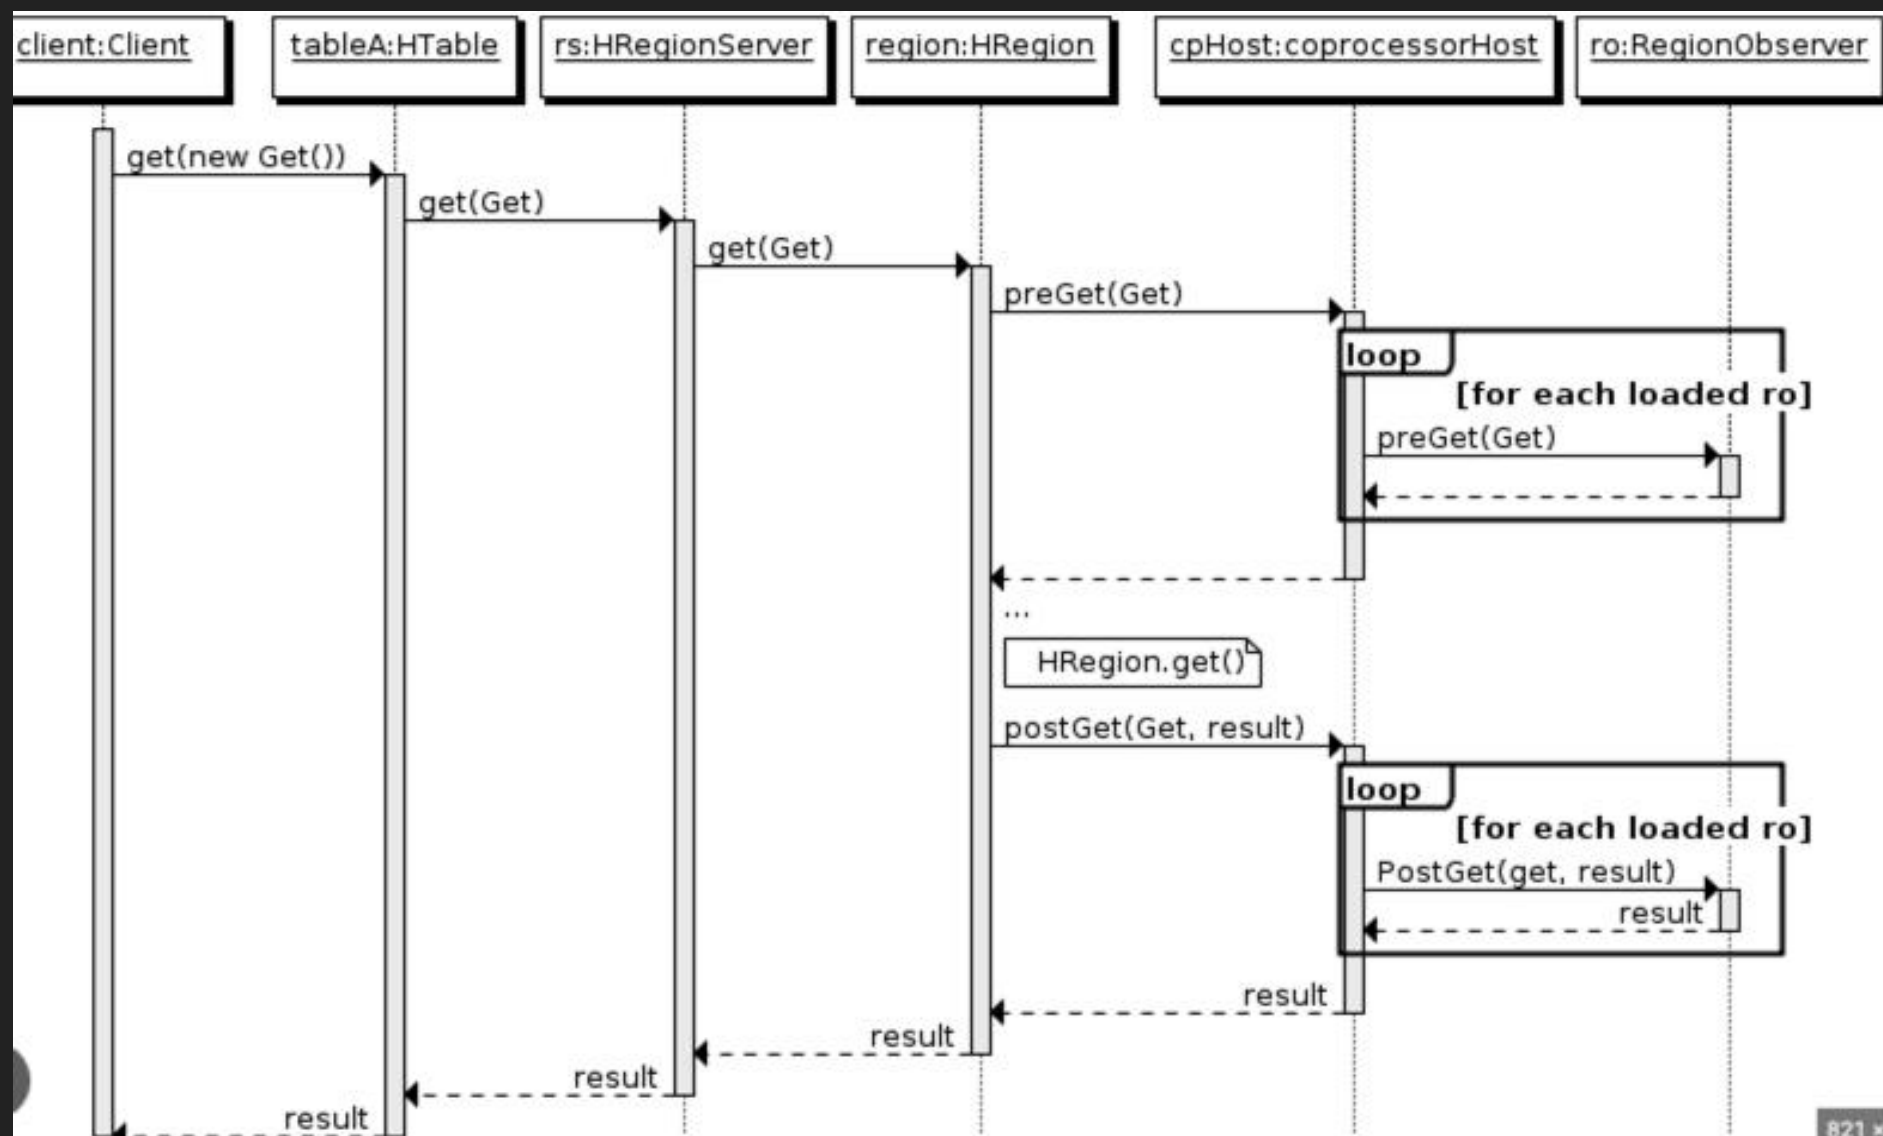 client:Client
tableA:HTable
rs:HRegionServer
region:HRegion
cpHost:coprocessorHost
ro:RegionObserver
get(new Get())
get(Get)
get(Get)
preGet(Get)
loop
[for each loaded ro]
preGet(Get)
...
HRegion.get()
postGet(Get, result)
loop
[for each loaded ro]
PostGet(get, result)
result
result
result
result
result
821 ×